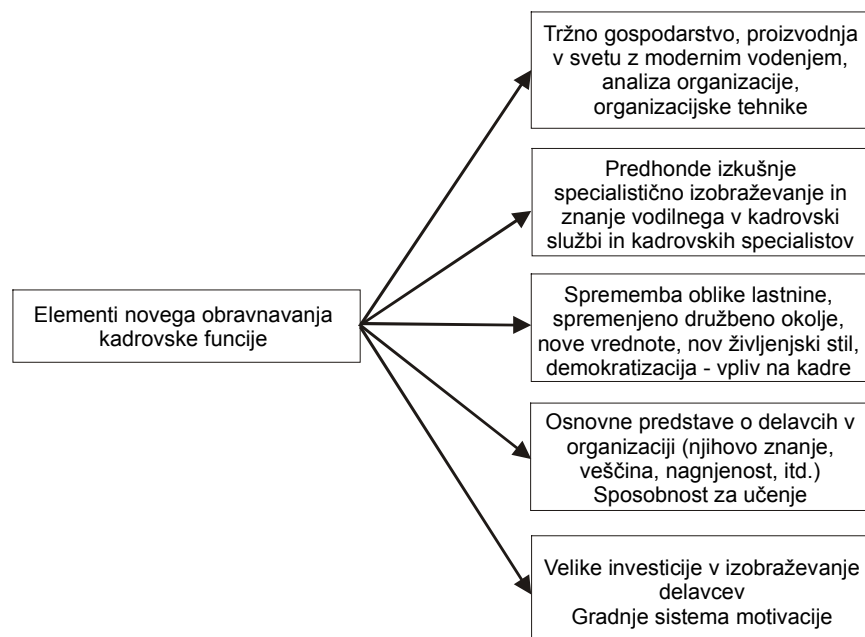 Tržno gospodarstvo, proizvodnja
v svetu z modernim vodenjem,
analiza organizacije,
organizacijske tehnike
Predhonde izkušnje
specialistično izobraževanje in
znanje vodilnega v kadrovski
službi in kadrovskih specialistov
Elementi novega obravnavanja
kadrovske funcije
Sprememba oblike lastnine,
spremenjeno družbeno okolje,
nove vrednote, nov življenjski stil,
demokratizacija - vpliv na kadre
Osnovne predstave o delavcih v
organizaciji (njihovo znanje,
veščina, nagnjenost, itd.)
Sposobnost za učenje
Velike investicije v izobraževanje
delavcev
Gradnje sistema motivacije